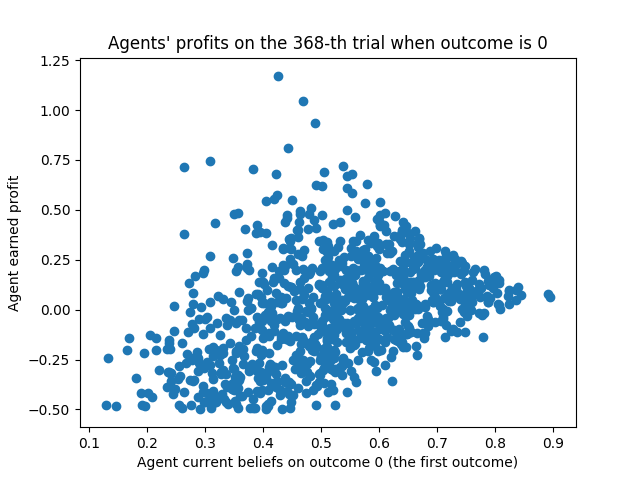 Agents' profits on the 368-th trial when outcome is 0
1.25
1.00
0.75
0.50
0.25
0.00
−0.25
−0.50
Agent earned profit
0.1 0.2 0.3 0.4 0.5 0.6 0.7 0.8 0.9
Agent current beliefs on outcome 0 (the first outcome)